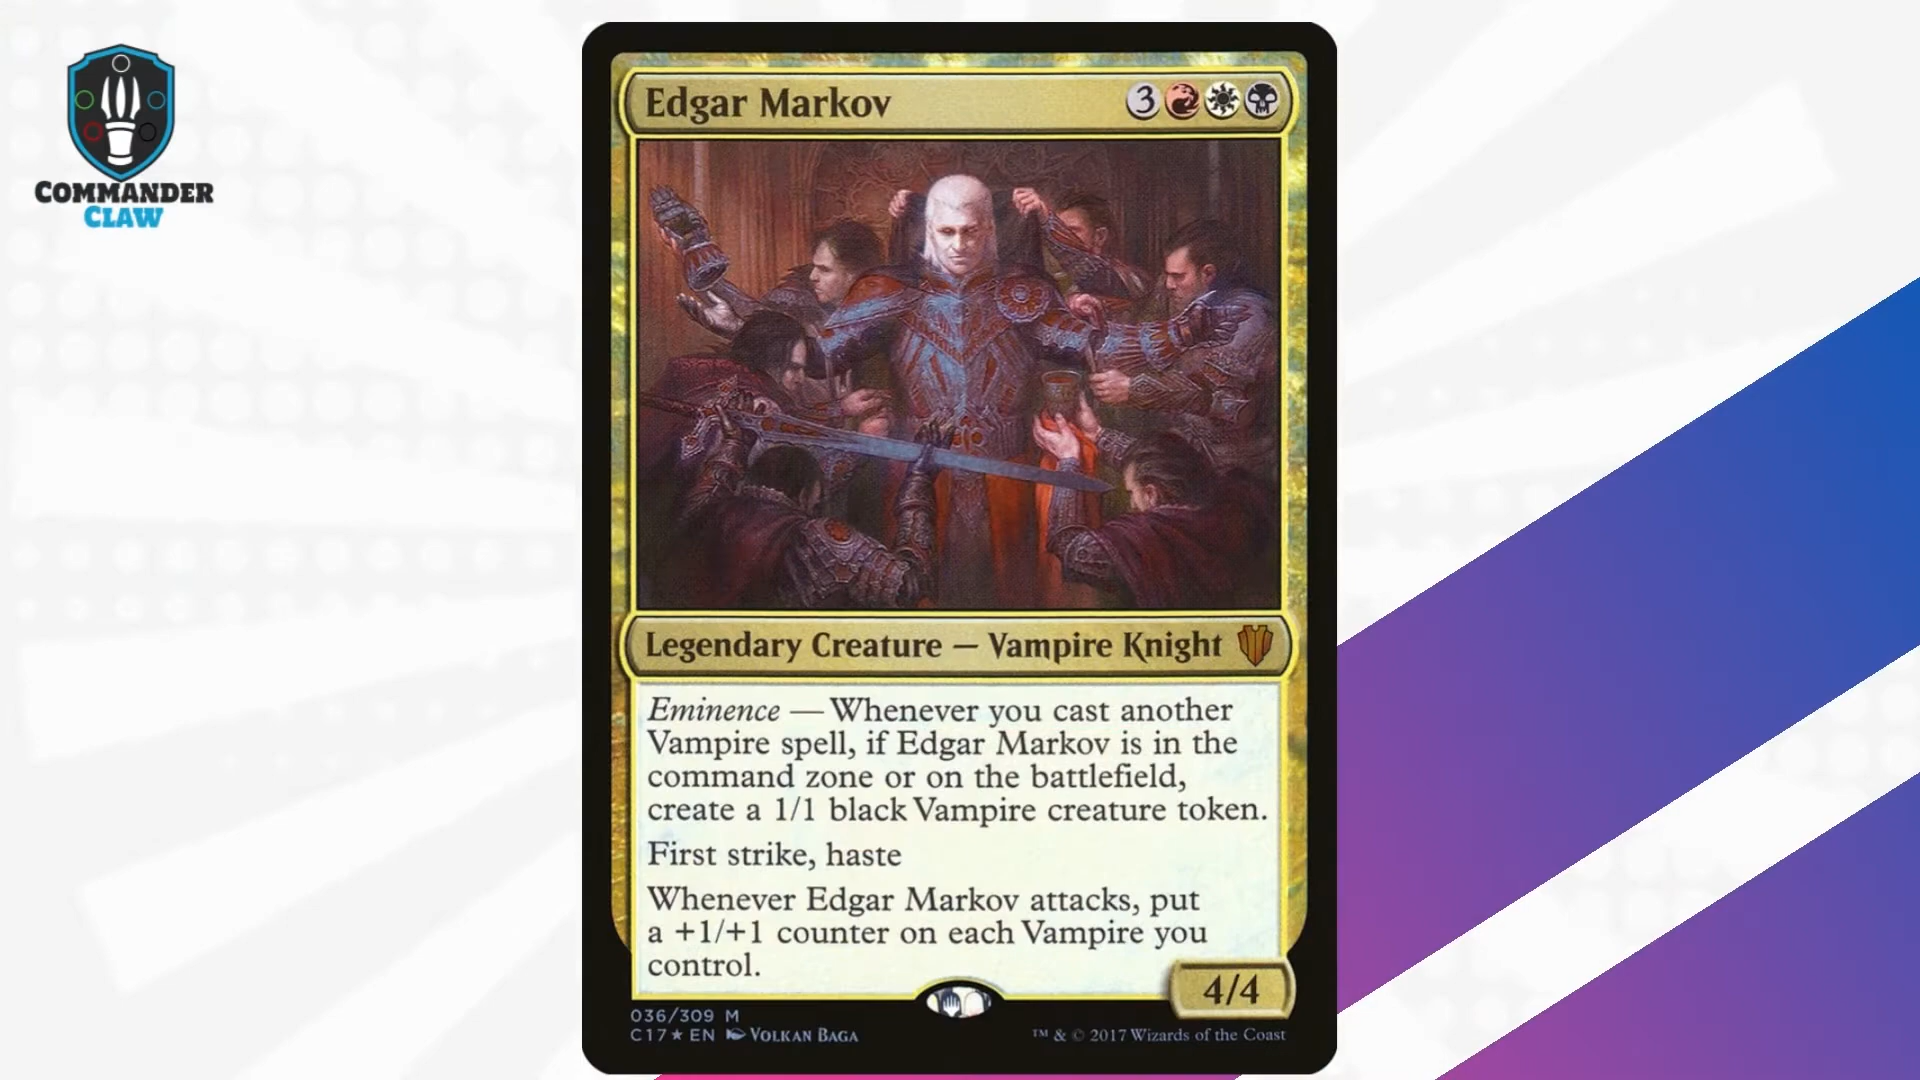 COMMANDER
CLAW
Edgar Markov
3
Legendary Creature — Vampire Knight
Eminence — Whenever you cast another
Vampire spell, if Edgar Markov is in the
command zone or on the battlefield,
create a 1/1 black Vampire creature token.
First strike, haste
Whenever Edgar Markov attacks, put
a +1/+1 counter on each Vampire you
control.
4/4
036/309 M
C17★EN VOLKAN BAGA
™ & © 2017 Wizards of the Coast